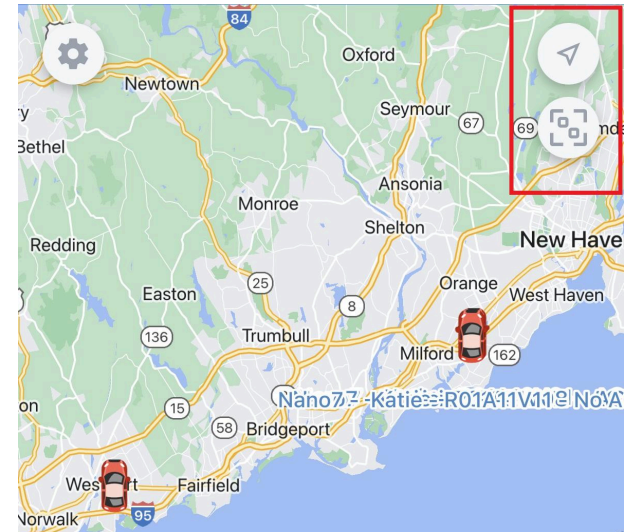 84
Oxford
Newtown
Seymour
67
69
Bethel
Ansonia
Monroe
Shelton
New Have
Redding
25
Orange
Easton
West Haven
8
136
Trumbull
Milford
162
on
15
58
Bridgeport
Fairfield
95
Norwalk